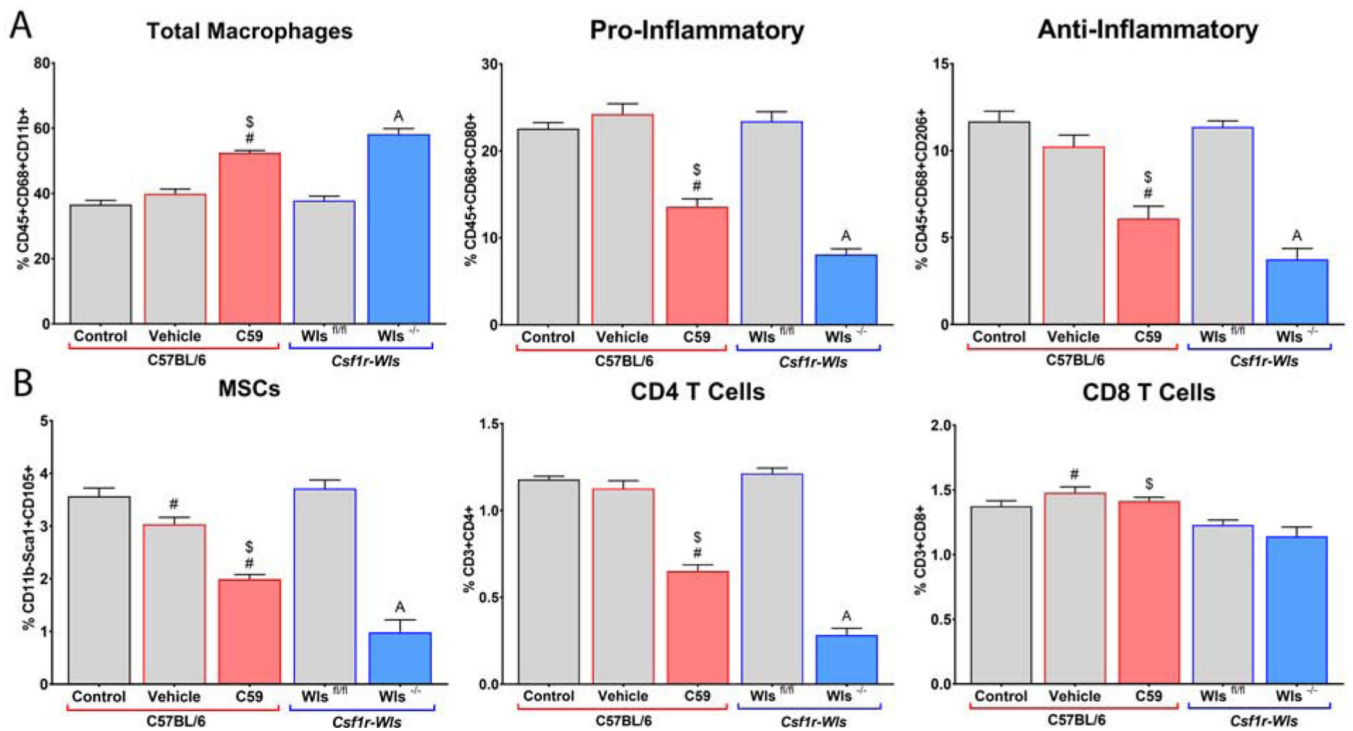 A
Total Macrophages
% CD45+CD68+CD11b+
80
60
40
20
0
$
#
A
Control Vehicle C59 Wls fl/fl Wls -/-
C57BL/6 Csf1r-Wls
Pro-Inflammatory
% CD45+CD68+CD80+
30
20
10
0
$
#
A
Control Vehicle C59 Wls fl/fl Wls -/-
C57BL/6 Csf1r-Wls
Anti-Inflammatory
% CD45+CD68+CD206+
15
10
5
0
$
#
A
Control Vehicle C59 Wls fl/fl Wls -/-
C57BL/6 Csf1r-Wls
B
MSCs
% CD11b-Sca1+CD105+
5
4
3
2
1
0
#
$
#
A
Control Vehicle C59 Wls fl/fl Wls -/-
C57BL/6 Csf1r-Wls
CD4 T Cells
% CD3+CD4+
1.5
1.0
0.5
0.0
$
#
A
Control Vehicle C59 Wls fl/fl Wls -/-
C57BL/6 Csf1r-Wls
CD8 T Cells
% CD3+CD8+
2.0
1.5
1.0
0.5
0.0
#
$
Control Vehicle C59 Wls fl/fl Wls -/-
C57BL/6 Csf1r-Wls